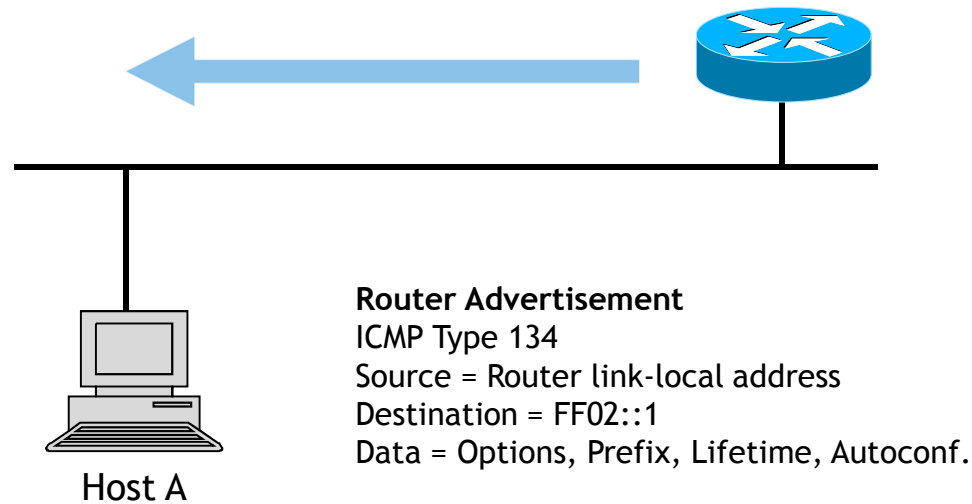 Router Advertisement
ICMP Type 134
Source = Router link-local address
Destination = FF02::1
Data = Options, Prefix, Lifetime, Autoconf.
Host A